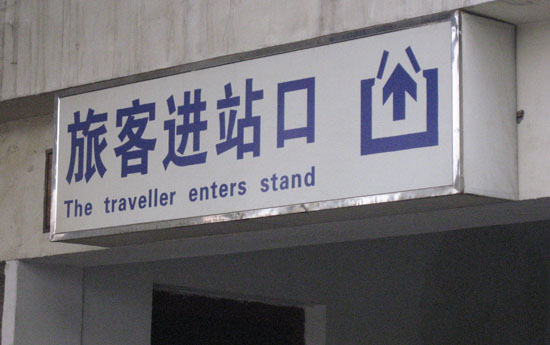 旅客进站口
The traveller enters stand